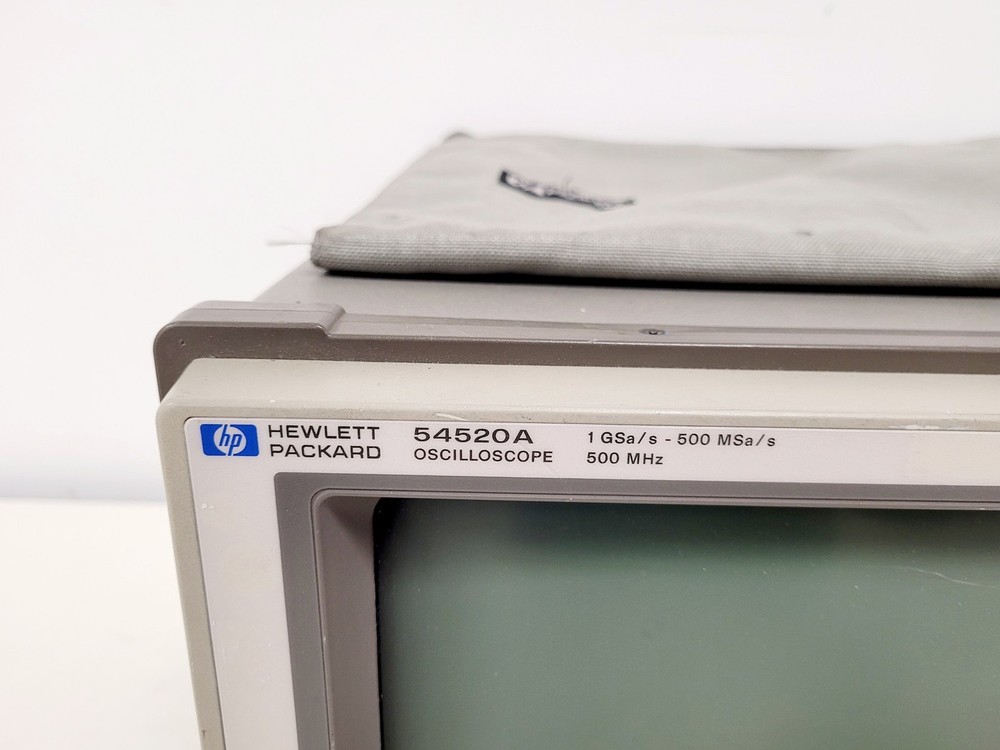 hp
HEWLETT
PACKARD
54520A
OSCILLOSCOPE
1 GSa/s - 500 MSa/s
500 MHz